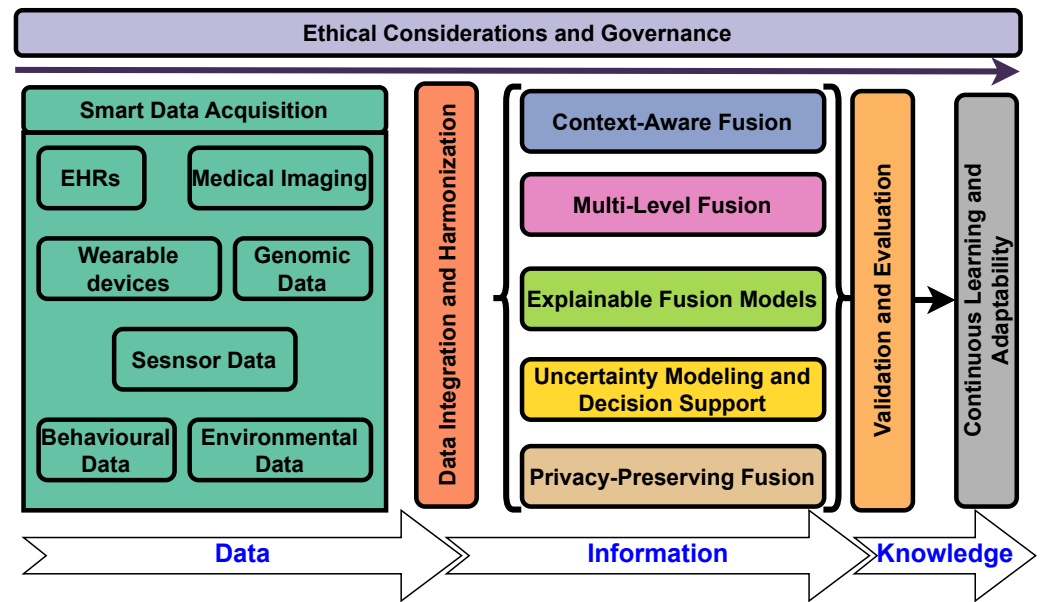 Ethical Considerations and Governance
Smart Data Acquisition
EHRs
Medical Imaging
Wearable
devices
Genomic
Data
Sesnsor Data
Behavioural
Data
Environmental
Data
Data Integration and Harmonization
Context-Aware Fusion
Multi-Level Fusion
Explainable Fusion Models
Uncertainty Modeling and
Decision Support
Privacy-Preserving Fusion
Validation and Evaluation
Continuous Learning and
Adaptability
Data
Information
Knowledge